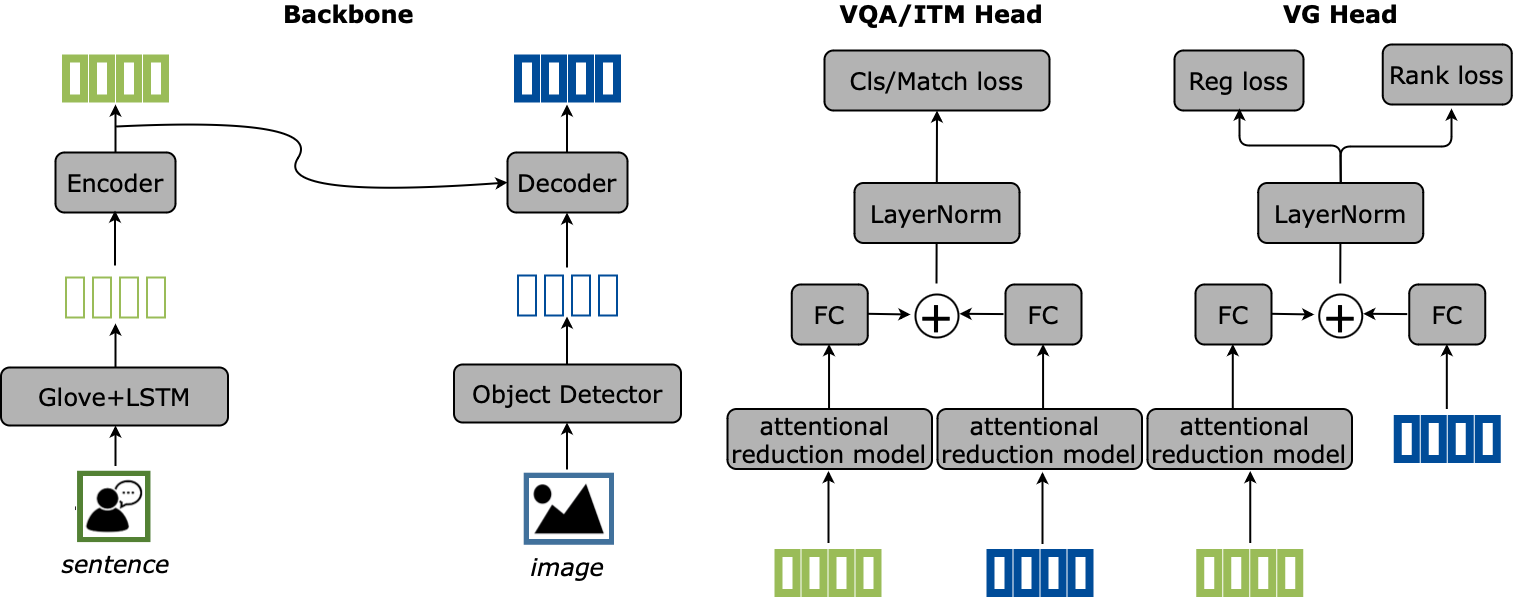 Backbone
Encoder
Decoder
Glove+LSTM
Object Detector
sentence
image
VQA/ITM Head
Cls/Match loss
LayerNorm
FC
FC
attentional
reduction model
attentional
reduction model
VG Head
Reg loss
Rank loss
LayerNorm
FC
FC
attentional
reduction model